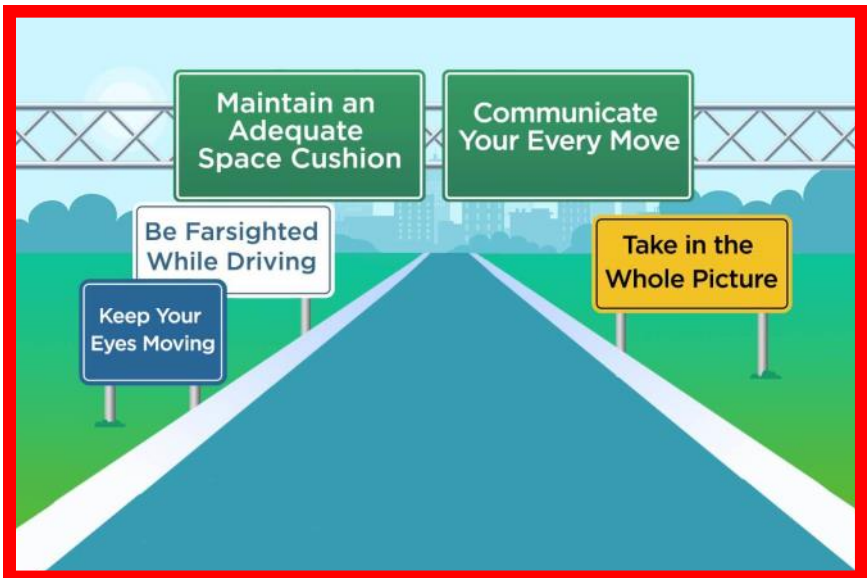 Maintain an
Adequate
Space Cushion
Communicate
Your Every Move
Be Farsighted
While Driving
Keep Your
Eyes Moving
Take in the
Whole Picture